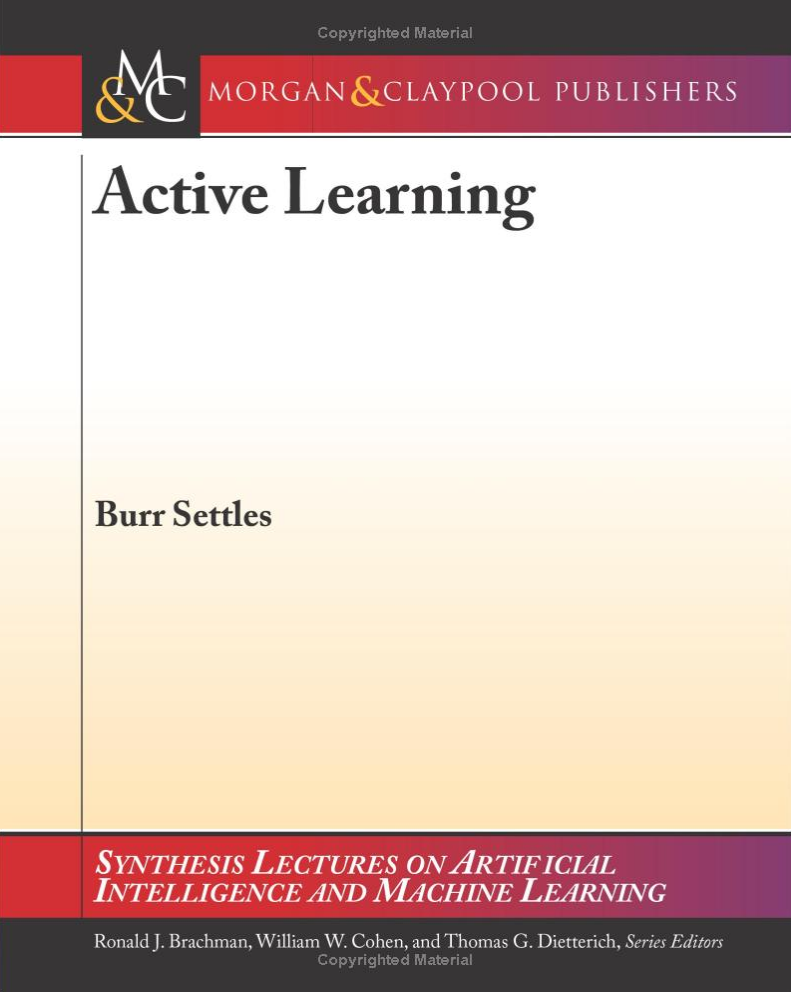 Copyrighted Material
M&C MORGAN&CLAYPOOL PUBLISHERS
Active Learning
Burr Settles
SYNTHESIS LECTURES ON ARTIFICIAL
INTELLIGENCE AND MACHINE LEARNING
Ronald J. Brachman, William W. Cohen, and Thomas G. Dietterich, Series Editors
Copyrighted Material